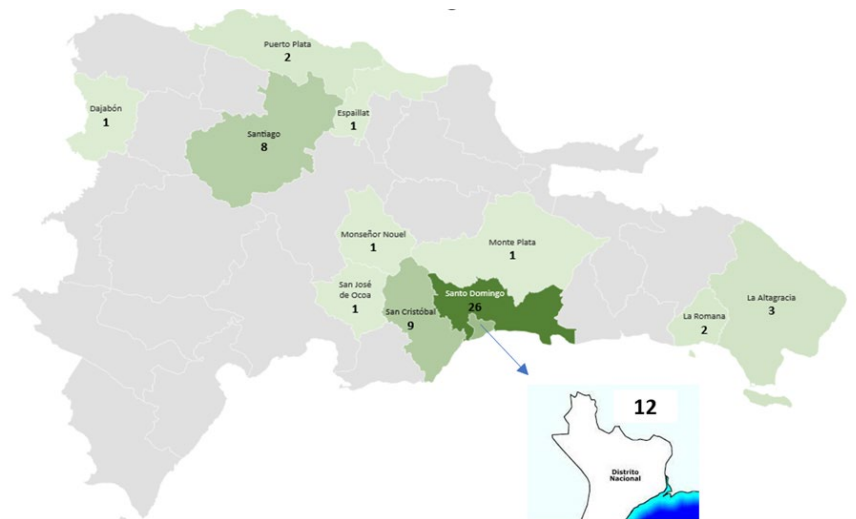 Puerto Plata
2
Dajabón
1
Espaillat
1
Santiago
8
Monseñor Nouel
1
Monte Plata
1
San José
de Ocoa
1
Santo Domingo
26
San Cristóbal
9
La Altagracia
3
La Romana
2
12
Distrito
Nacional